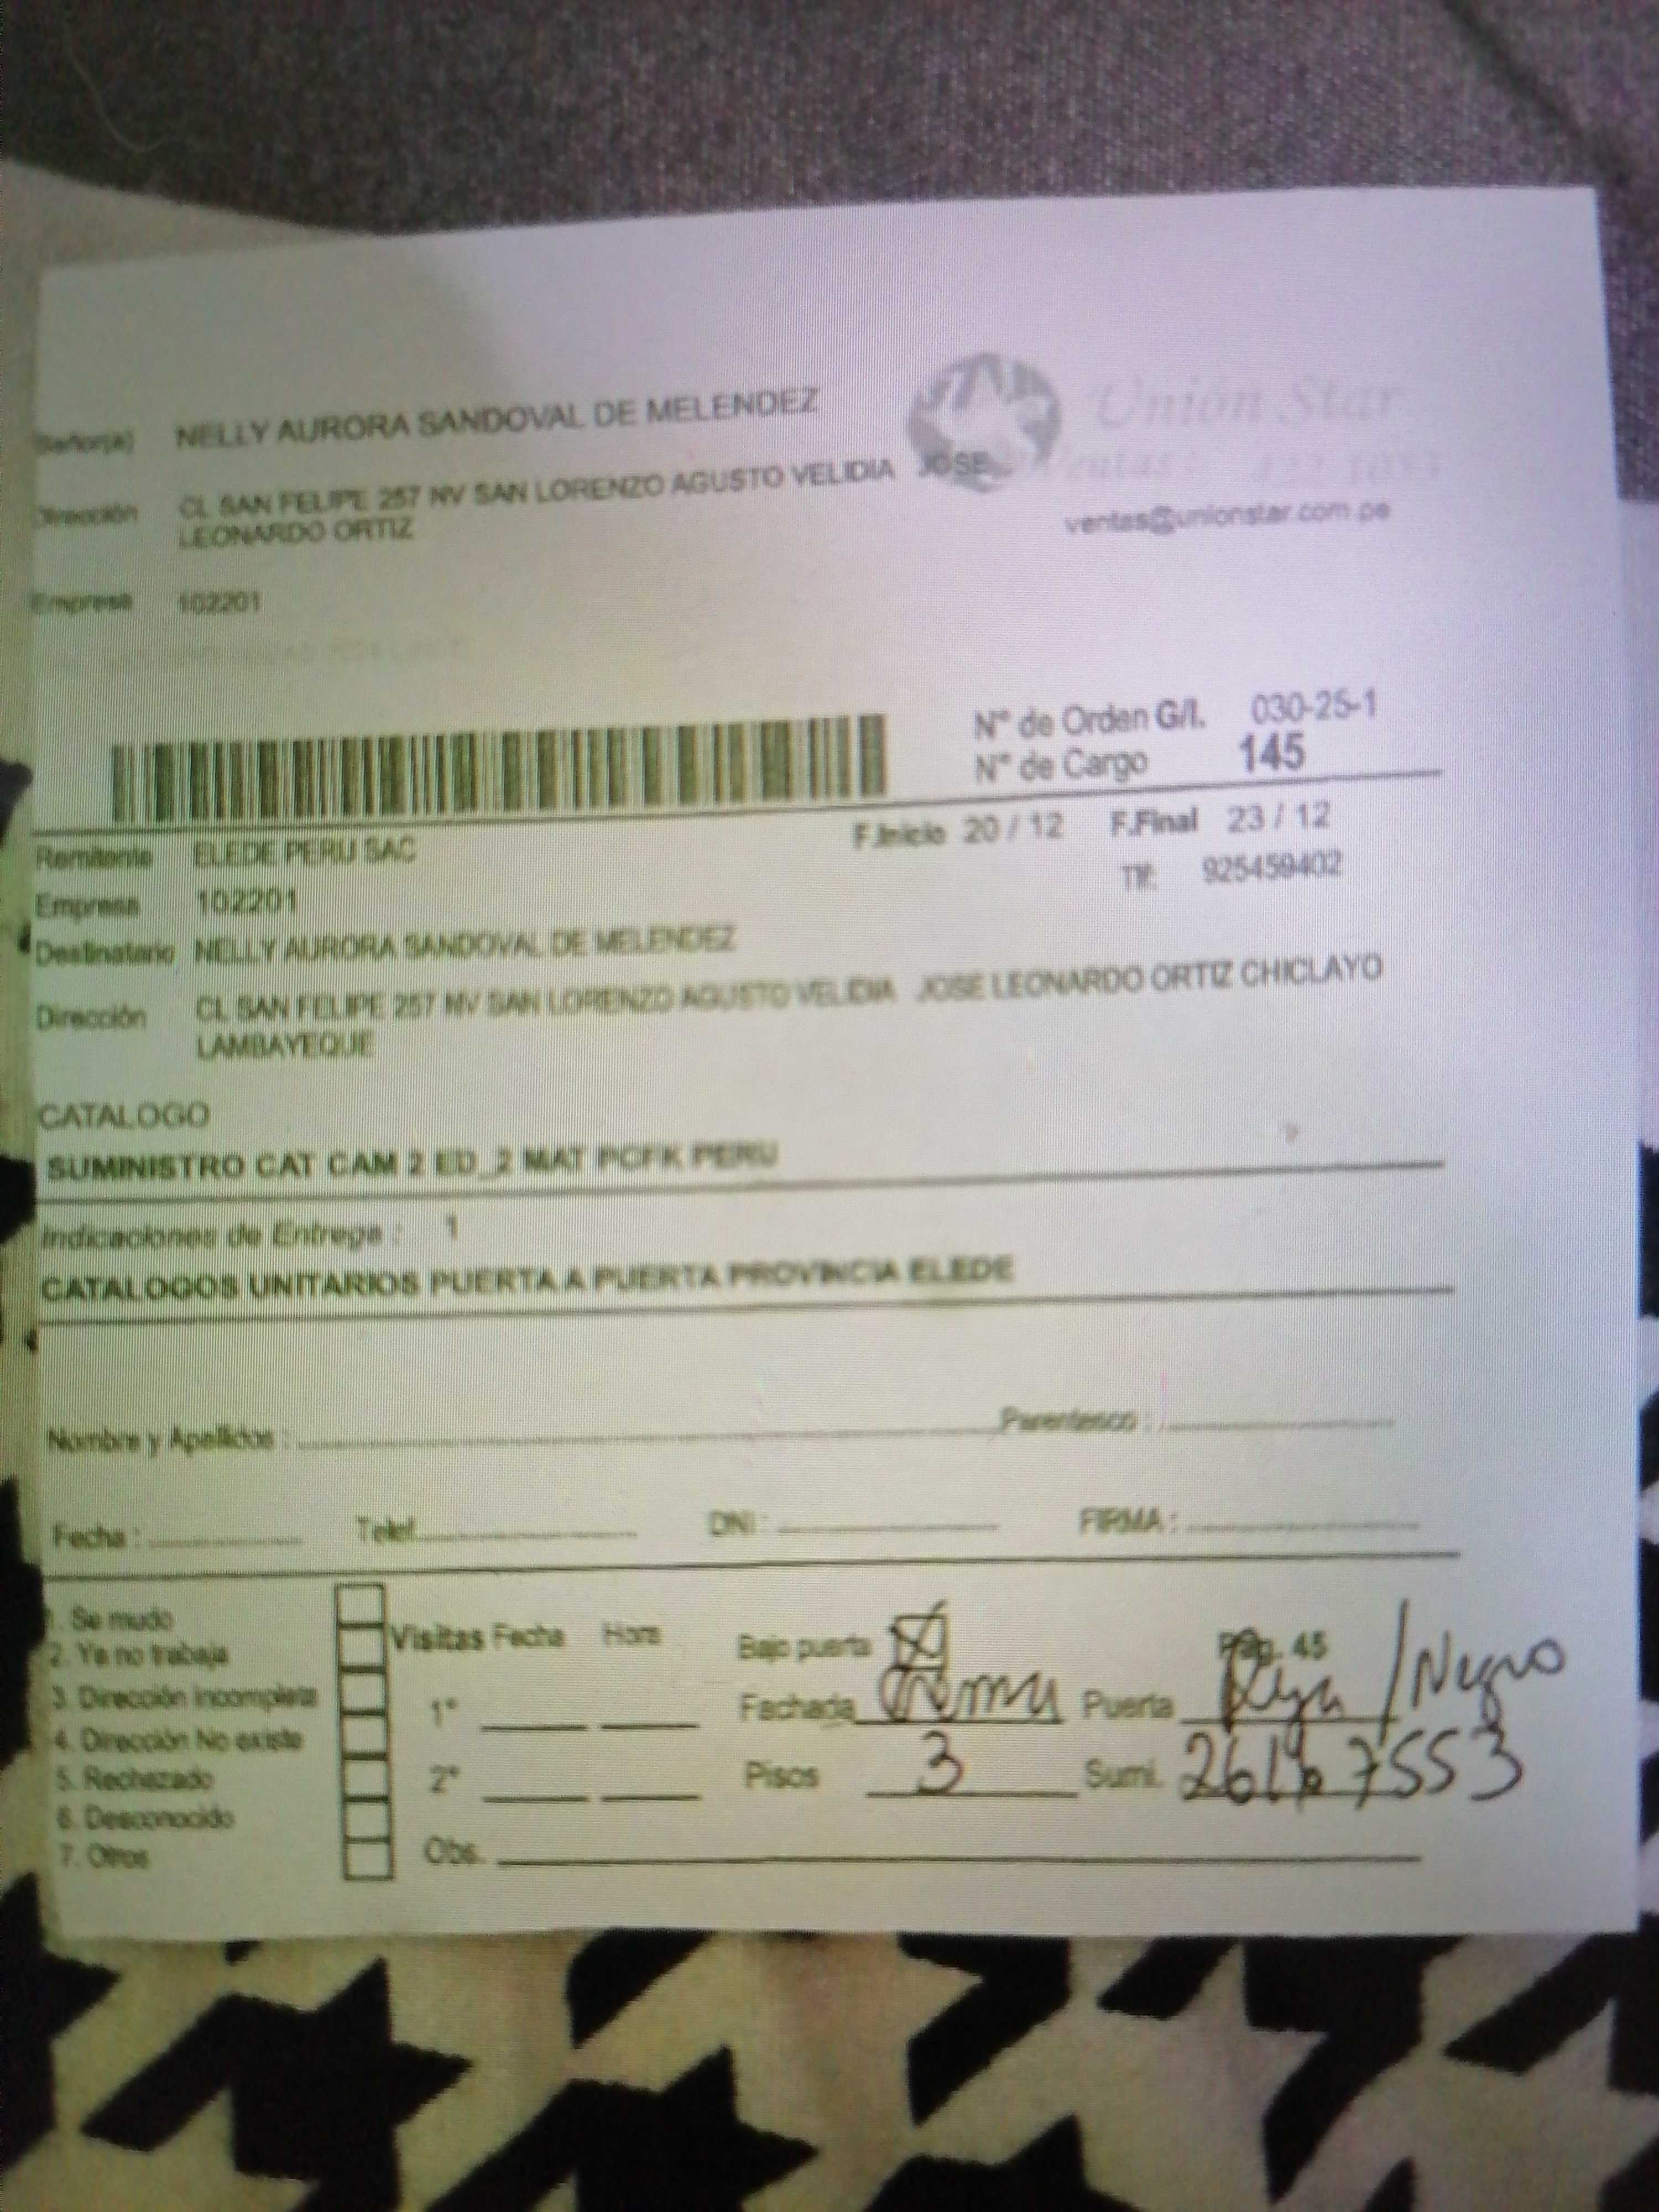 Señor(a) NELLY AURORA SANDOVAL DE MELENDEZ
Union Star
Dirección CL SAN FELIPE 257 NV SAN LORENZO AGUSTO VELIDIA JOSE
LEONARDO ORTIZ
ventas@unionstar.com.pe
Empresa 102201
N° de Orden G/I. 030-25-1
N° de Cargo 145
F.Inicio 20 / 12 F.Final 23 / 12
Remitente ELEDE PERU SAC
Tlf: 925459402
Empresa 102201
Destinatario NELLY AURORA SANDOVAL DE MELENDEZ
Dirección CL SAN FELIPE 257 NV SAN LORENZO AGUSTO VELIDIA JOSE LEONARDO ORTIZ CHICLAYO
LAMBAYEQUE
CATALOGO
SUMINISTRO CAT CAM 2 ED_2 MAT PCFK PERU
Indicaciones de Entrega : 1
CATALOGOS UNITARIOS PUERTA A PUERTA PROVINCIA ELEDE
Nombre y Apellidos : Parentesco :
Fecha : Telef. DNI : FIRMA :
1. Se mudo
2. Ya no trabaja
3. Dirección incompleta
4. Dirección No existe
5. Rechazado
6. Desconocido
7. Otros
Visitas Fecha Hora
1°
2°
Obs.
Bajo puerta Pag. 45
Fachada Puerta / Negro
Pisos 3 Sumi.